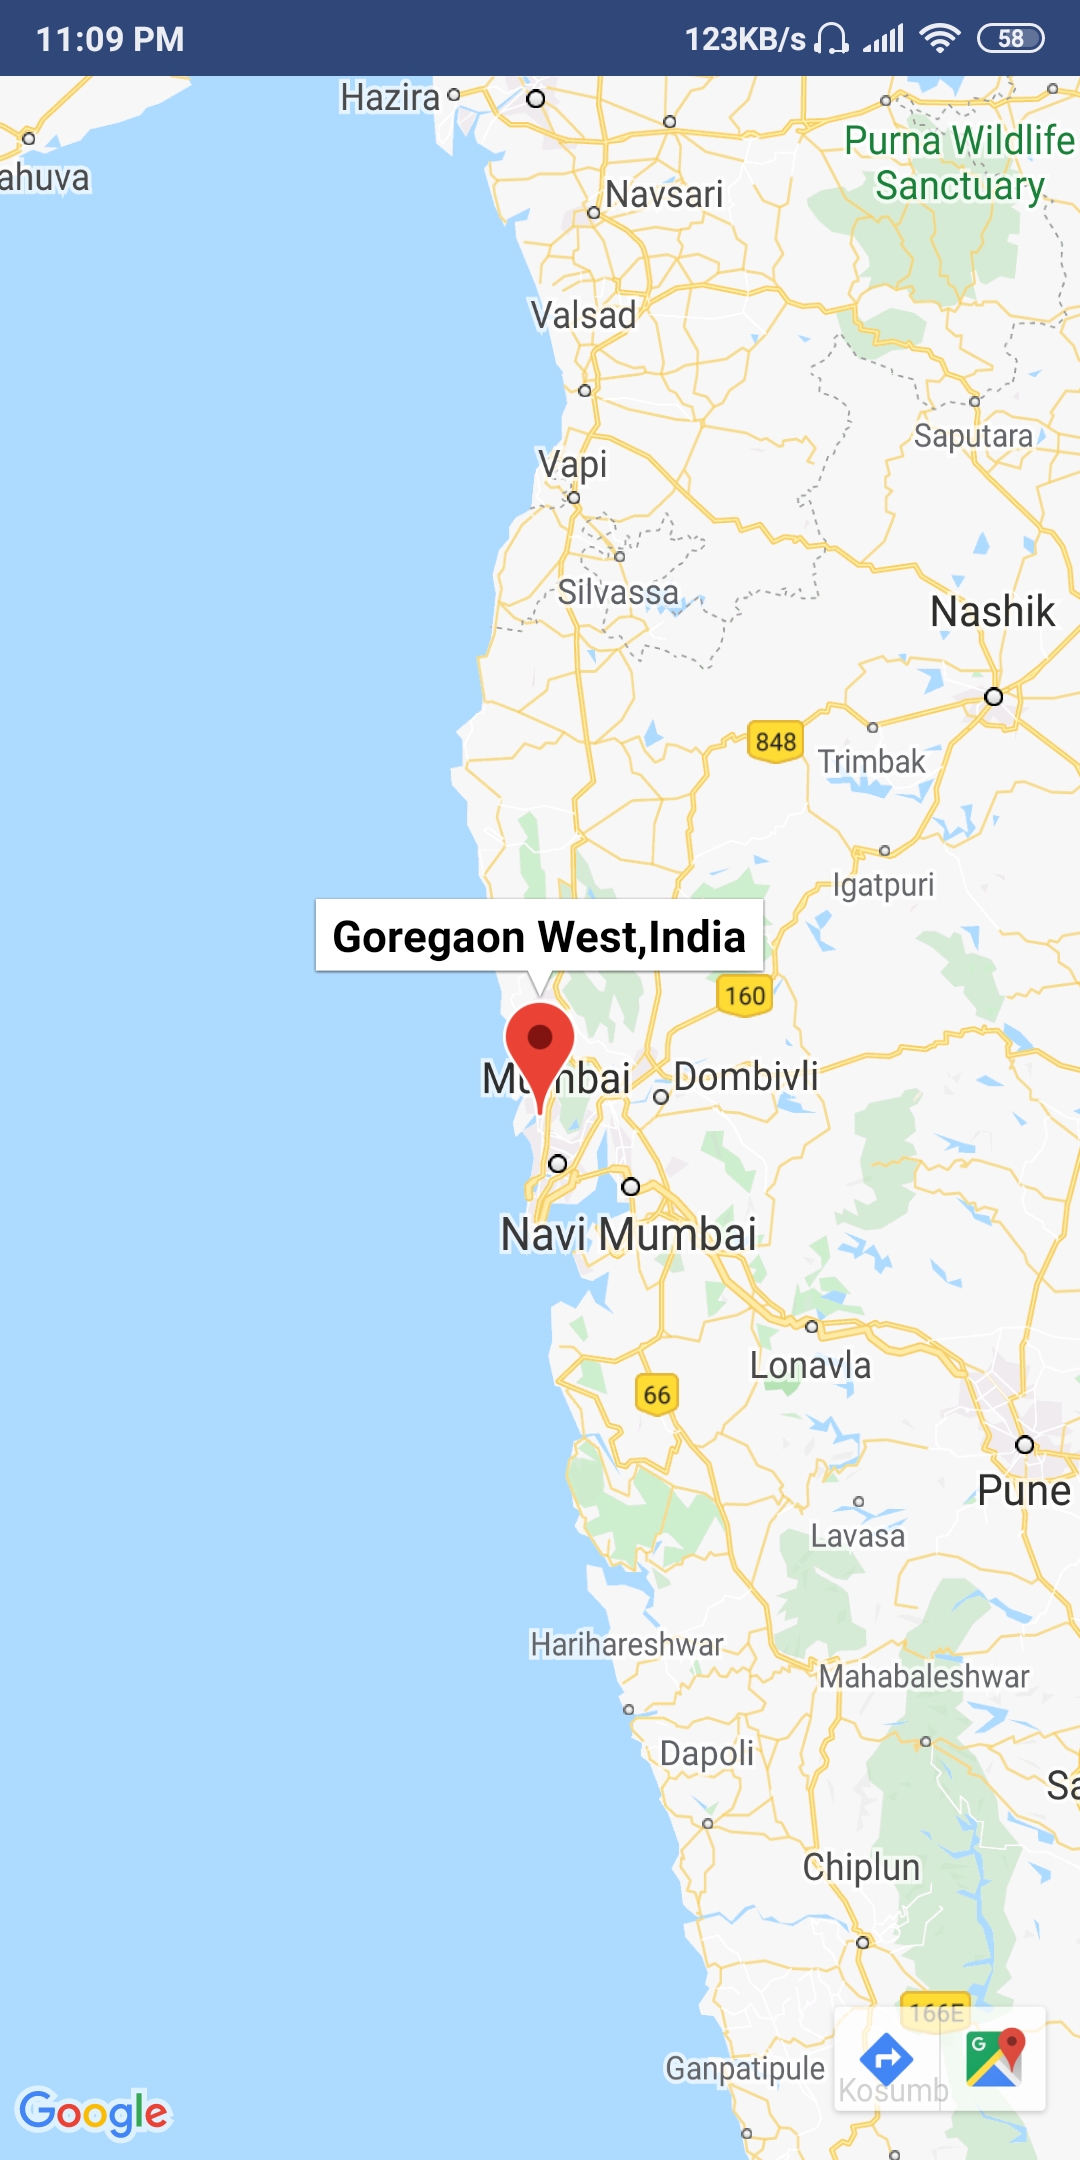 11:09 PM
123KB/s
58
Hazira
ahuva
Purna Wildlife
Sanctuary
Navsari
Valsad
Saputara
Vapi
Silvassa
Nashik
848
Trimbak
Igatpuri
Goregaon West,India
160
Mumbai
Dombivli
Navi Mumbai
Lonavla
66
Pune
Lavasa
Harihareshwar
Mahabaleshwar
Dapoli
Sa
Chiplun
166E
G
Ganpatipule
Kosumb
Google